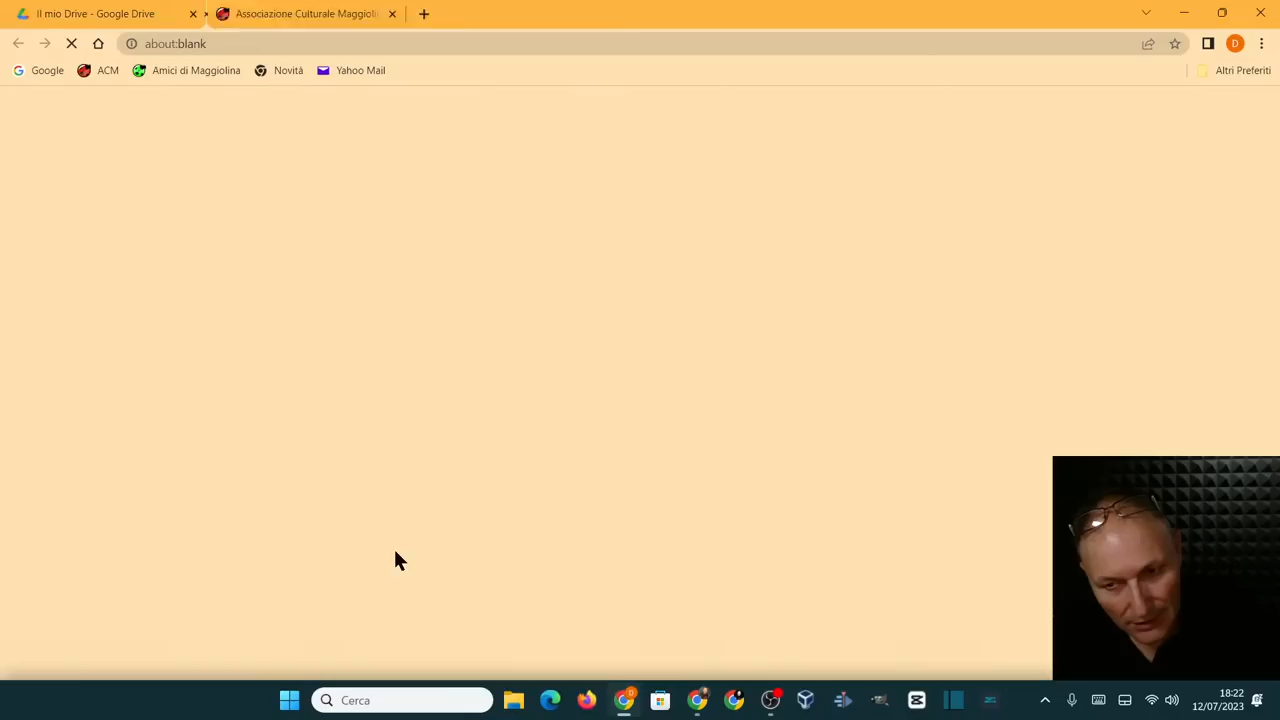 Il mio Drive - Google Drive
Associazione Culturale Maggioli
about:blank
D
Google
ACM
Amici di Maggiolina
Novità
Yahoo Mail
Altri Preferiti
Cerca
D
18:22
12/07/2023